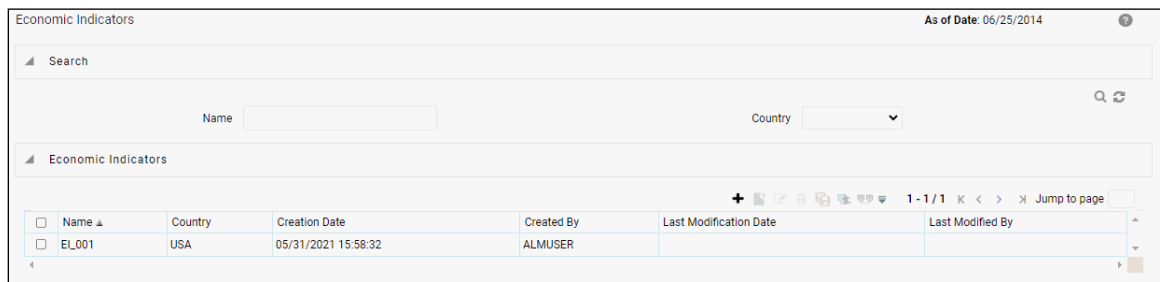 Economic Indicators As of Date: 06/25/2014
Search
Name Country
Economic Indicators
1 - 1 / 1 Jump to page
Name Country Creation Date Created By Last Modification Date Last Modified By
EI_001 USA 05/31/2021 15:58:32 ALMUSER